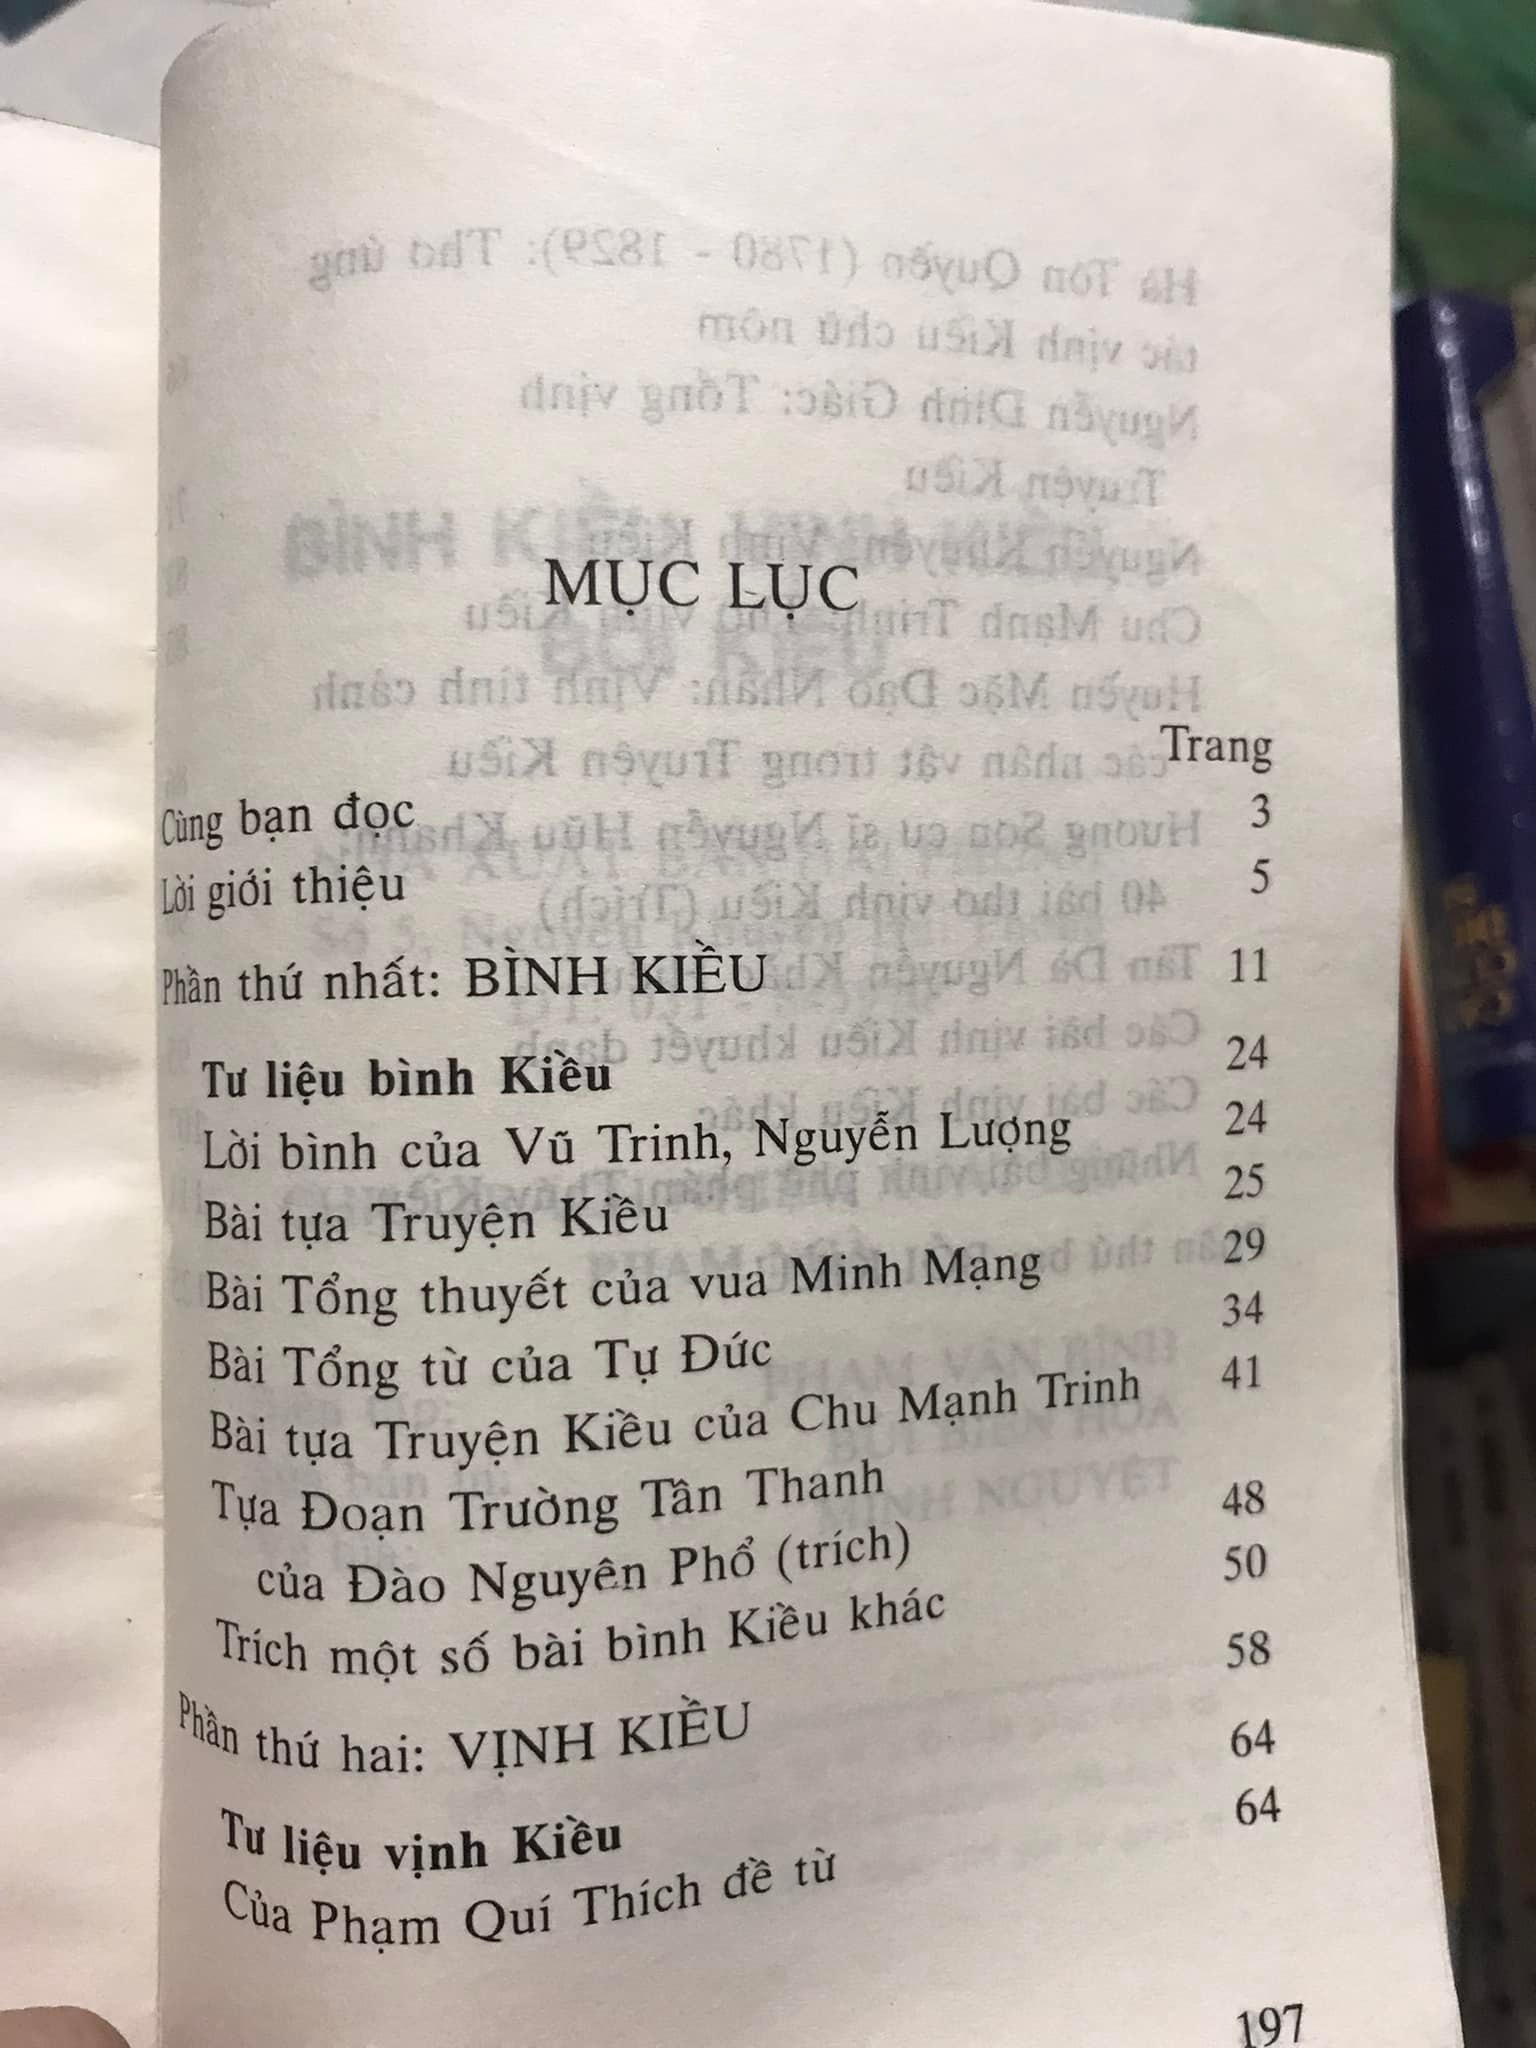 MỤC LỤC
Trang
Cùng bạn đọc 3
Lời giới thiệu 5
Phần thứ nhất: BÌNH KIỀU 11
Tư liệu bình Kiều 24
Lời bình của Vũ Trinh, Nguyễn Lượng 24
Bài tựa Truyện Kiều 25
Bài Tổng thuyết của vua Minh Mạng 29
Bài Tổng từ của Tự Đức 34
Bài tựa Truyện Kiều của Chu Mạnh Trinh 41
Tựa Đoạn Trường Tân Thanh
của Đào Nguyên Phổ (trích) 48
Trích một số bài bình Kiều khác 50
Phần thứ hai: VỊNH KIỀU 58
Tư liệu vịnh Kiều 64
Của Phạm Quí Thích đề từ 64
197